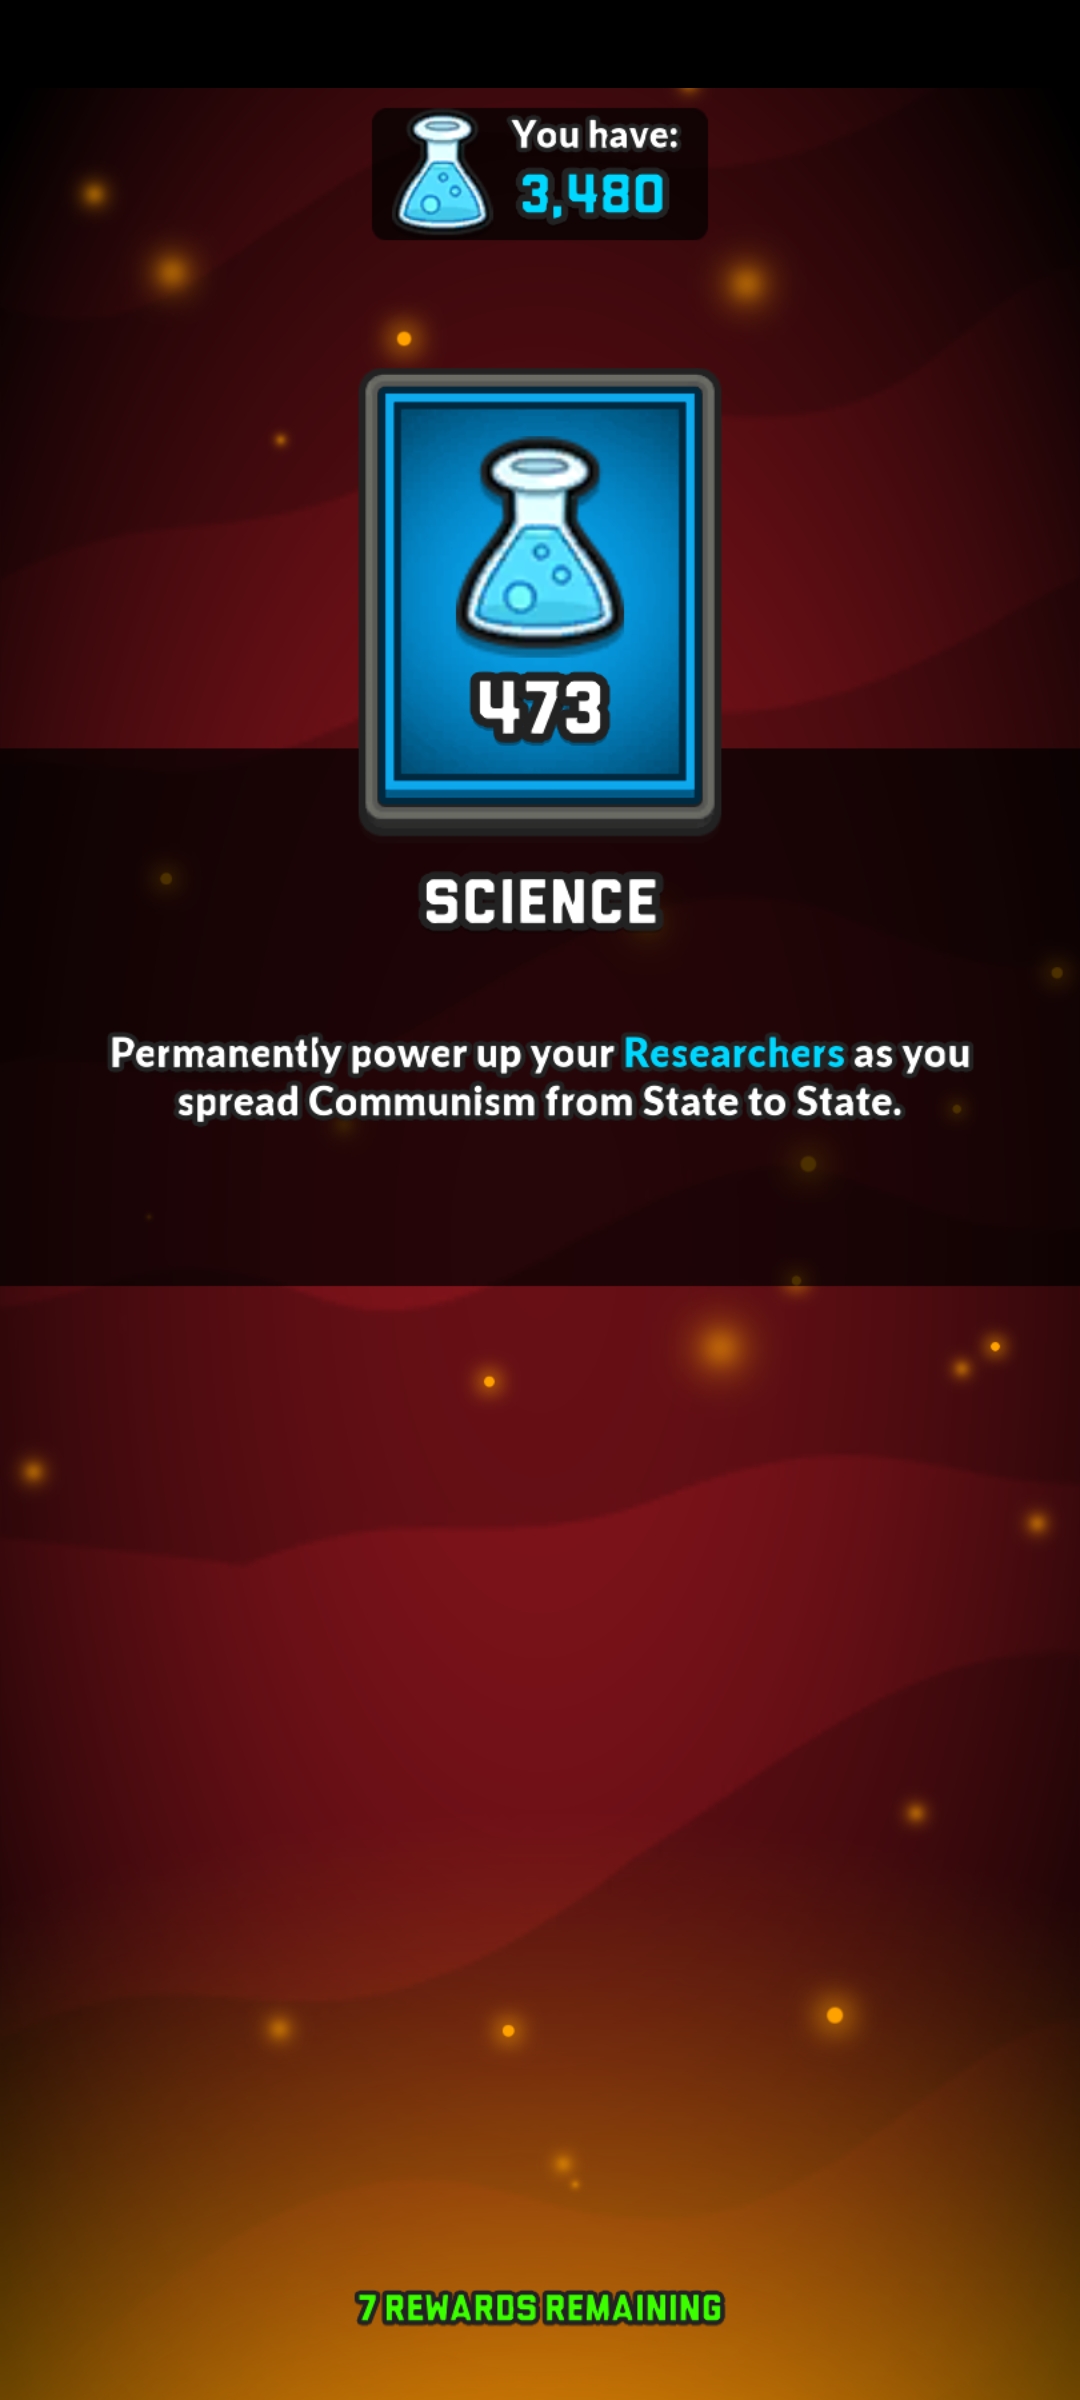 You have:
3,480
473
SCIENCE
Permanently power up your Researchers as you
spread Communism from State to State.
7 REWARDS REMAINING